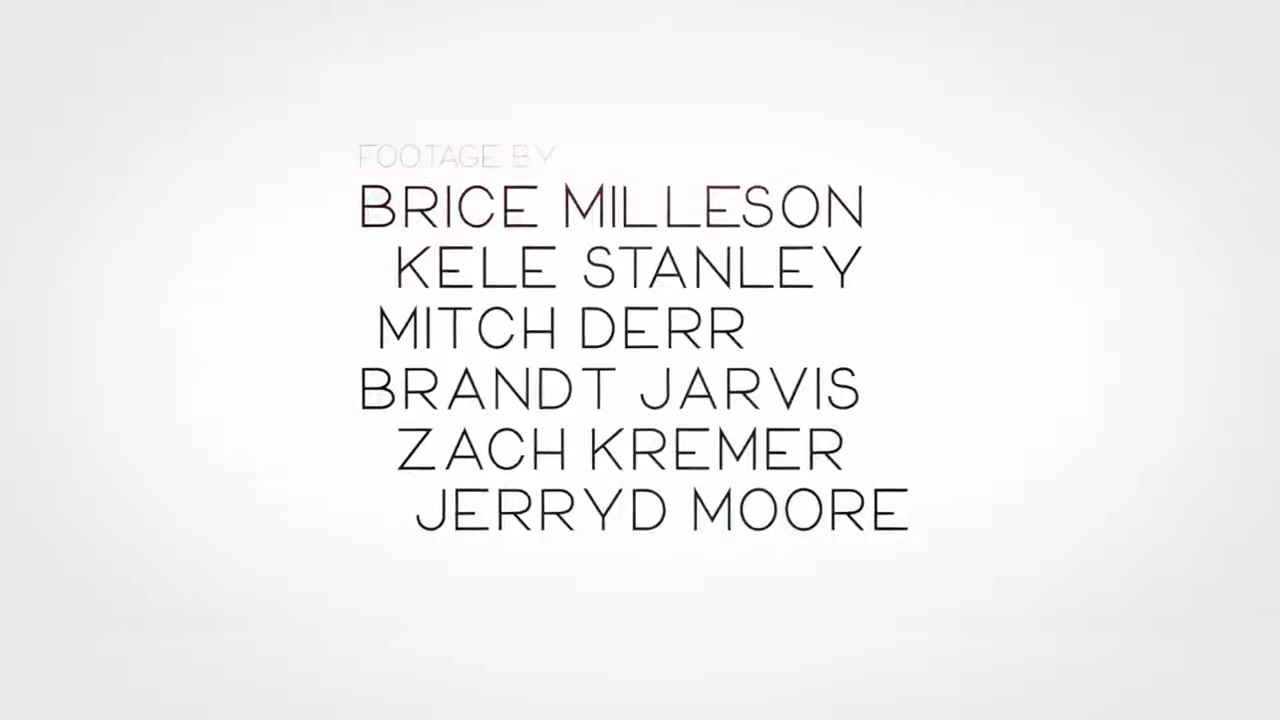 FOOTAGE BY
BRICE MILLESON
KELE STANLEY
MITCH DERR
BRANDT JARVIS
ZACH KREMER
JERRYD MOORE